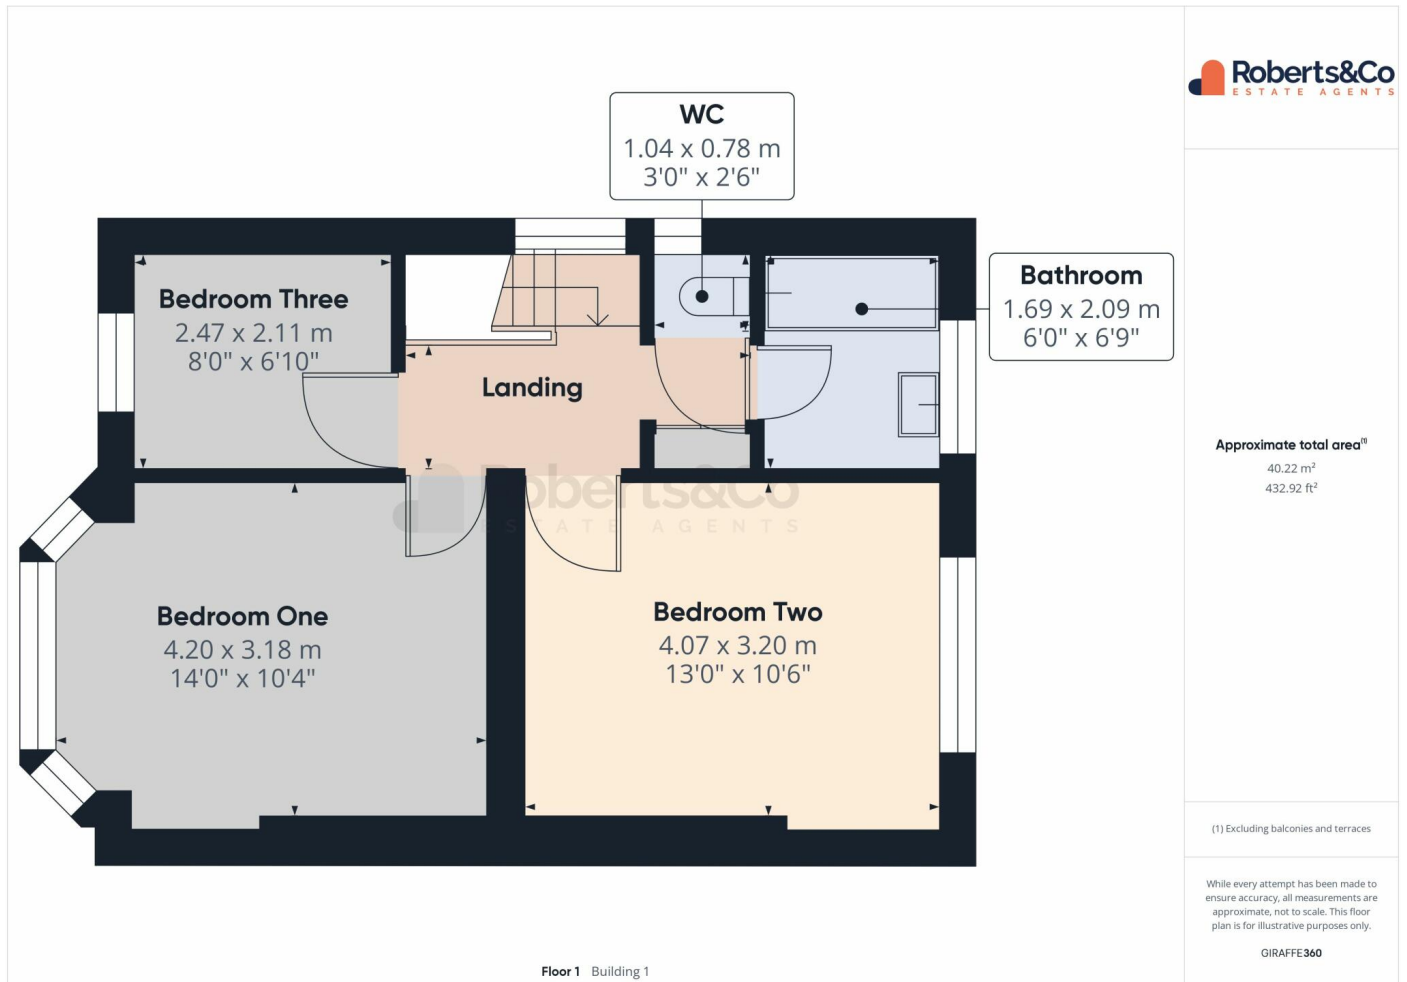 WC
1.04 x 0.78 m
3'0" x 2'6"
Bathroom
1.69 x 2.09 m
6'0" x 6'9"
Bedroom Three
2.47 x 2.11 m
8'0" x 6'10"
Landing
Bedroom One
4.20 x 3.18 m
14'0" x 10'4"
Bedroom Two
4.07 x 3.20 m
13'0" x 10'6"
Roberts&Co
ESTATE AGENTS
Floor 1 Building 1
Roberts&Co
ESTATE AGENTS
Approximate total area(1)
40.22 m²
432.92 ft²
(1) Excluding balconies and terraces
While every attempt has been made to
ensure accuracy, all measurements are
approximate, not to scale. This floor
plan is for illustrative purposes only.
GIRAFFE360